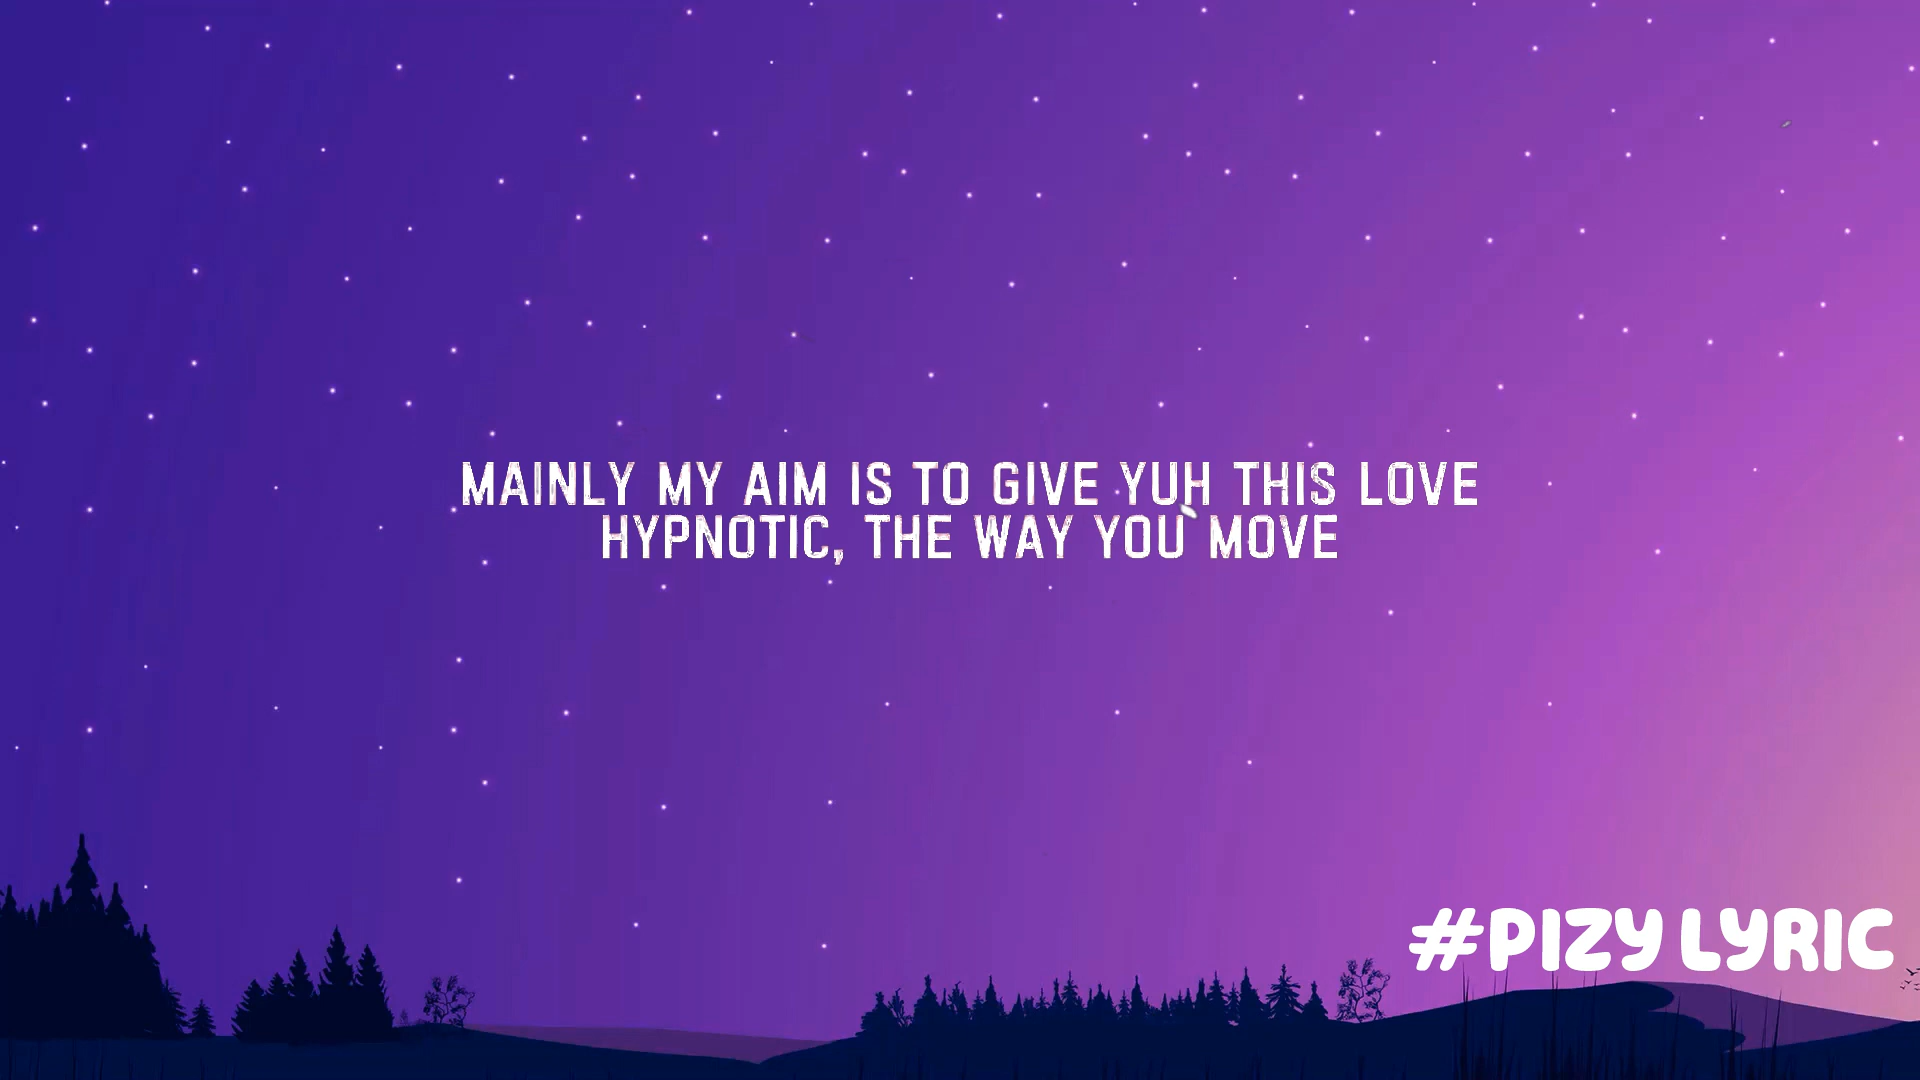 MAINLY MY AIM IS TO GIVE YUH THIS LOVE
HYPNOTIC, THE WAY YOU MOVE
#PIZY LYRIC